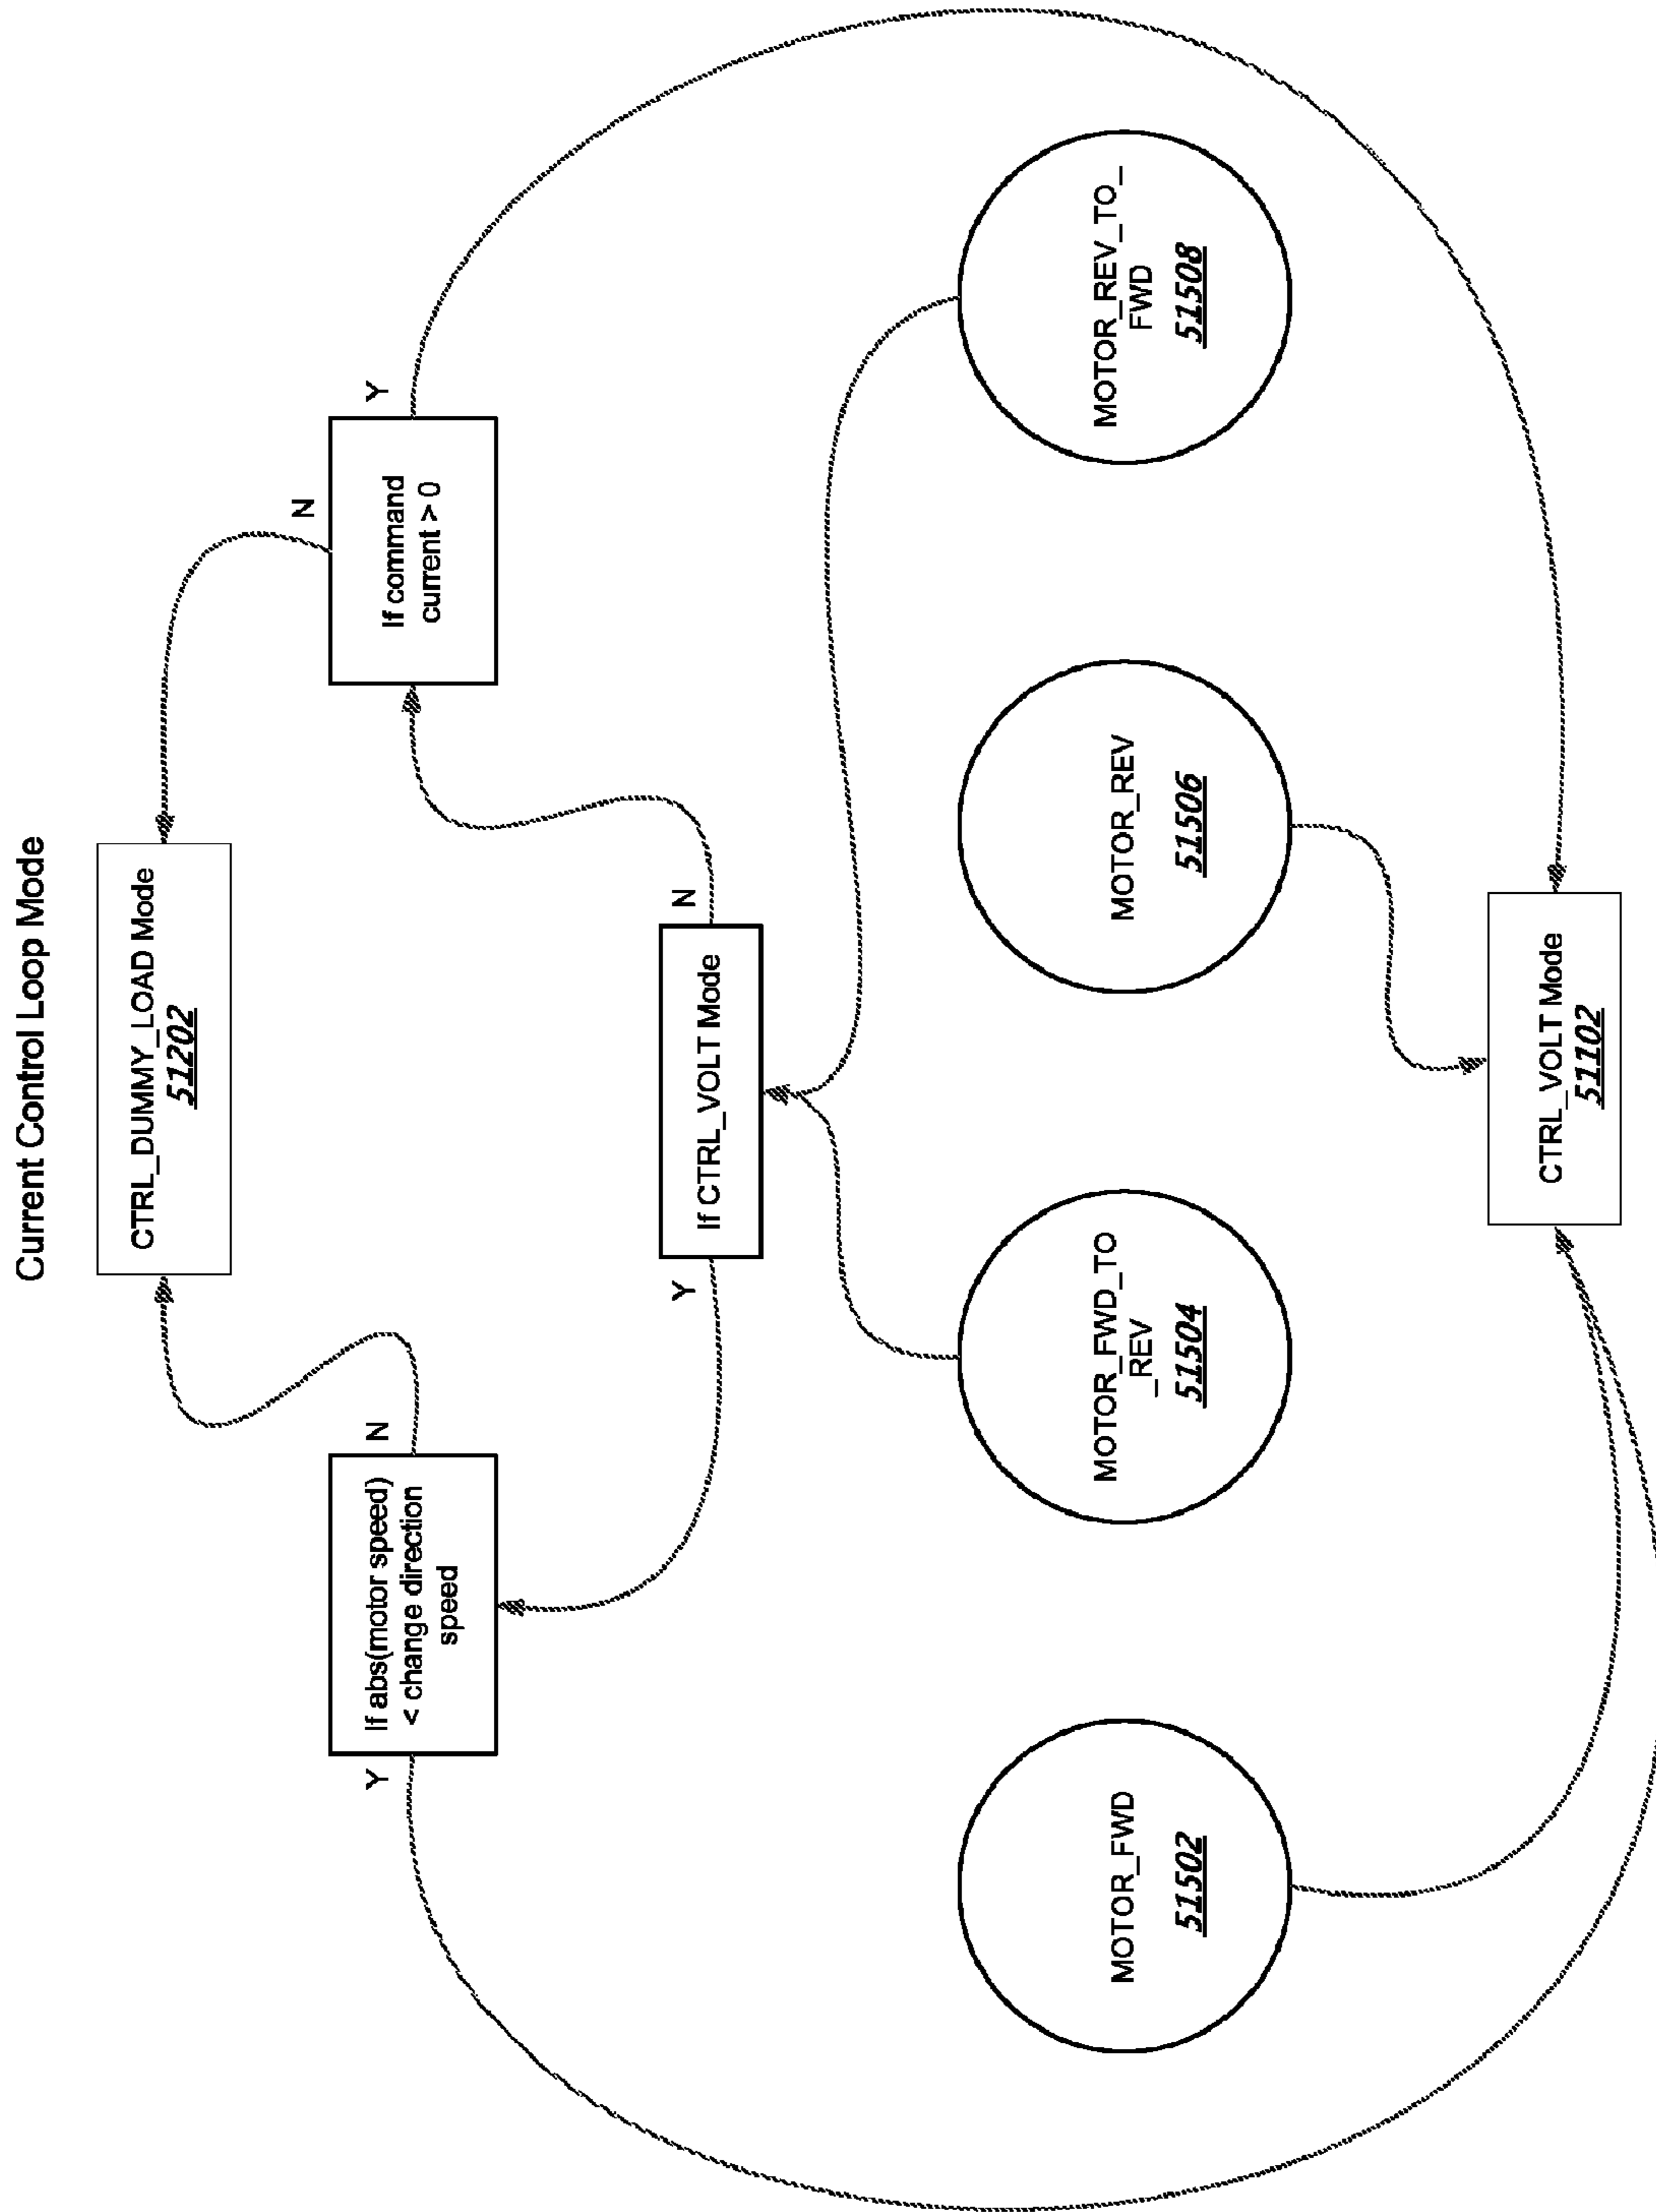 Current Control Loop Mode
CTRL_DUMMY_LOAD Mode
51202
If abs(motor speed)
< change direction
speed
Y
N
If command
current > 0
N
Y
If CTRL_VOLT Mode
Y
N
MOTOR_FWD
51502
MOTOR_FWD_TO
_REV
51504
MOTOR_REV
51506
MOTOR_REV_TO_
FWD
51508
CTRL_VOLT Mode
51102